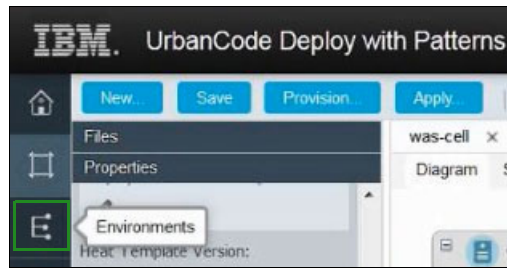 IBM. UrbanCode Deploy with Patterns
New... Save Provision... Apply...
Files
was-cell ×
Properties
Diagram
Environments
Heat Template Version: